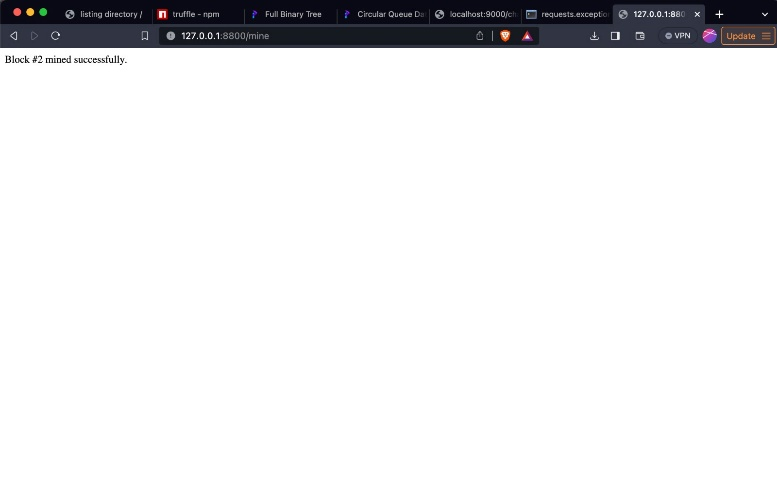 listing directory /
truffle - npm
Full Binary Tree
Circular Queue Da
localhost:9000/ch
requests.exceptio
127.0.0.1:880
127.0.0.1:8800/mine
VPN
Update
Block #2 mined successfully.